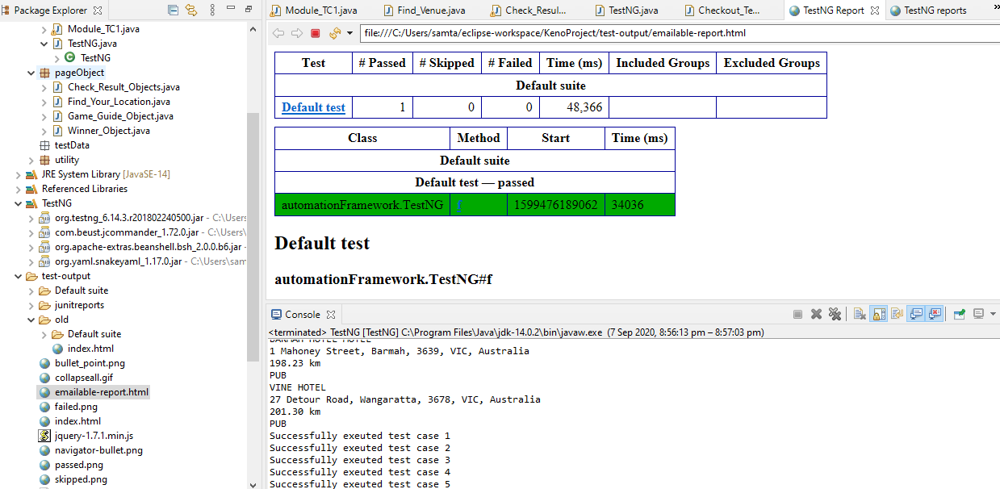 Package Explorer
Module_TC1.java
TestNG.java
TestNG
pageObject
Check_Result_Objects.java
Find_Your_Location.java
Game_Guide_Object.java
Winner_Object.java
testData
utility
JRE System Library [JavaSE-14]
Referenced Libraries
TestNG
org.testng_6.14.3.r201802240500.jar - C:\Users
com.beust.jcommander_1.72.0.jar - C:\Users\
org.apache-extras.beanshell.bsh_2.0.0.b6.jar -
org.yaml.snakeyaml_1.17.0.jar - C:\Users\sam
test-output
Default suite
junitreports
old
Default suite
index.html
bullet_point.png
collapseall.gif
emailable-report.html
failed.png
index.html
jquery-1.7.1.min.js
navigator-bullet.png
passed.png
skipped.png
Module_TC1.java Find_Venue.java Check_Resul... TestNG.java Checkout_Te... TestNG Report TestNG reports
file:///C:/Users/samta/eclipse-workspace/KenoProject/test-output/emailable-report.html
Test # Passed # Skipped # Failed Time (ms) Included Groups Excluded Groups
Default suite
Default test 1 0 0 48,366
Class Method Start Time (ms)
Default suite
Default test — passed
automationFramework.TestNG f 1599476189062 34036
Default test
automationFramework.TestNG#f
Console
<terminated> TestNG [TestNG] C:\Program Files\Java\jdk-14.0.2\bin\javaw.exe (7 Sep 2020, 8:56:13 pm – 8:57:03 pm)
BARMAH HOTEL MOTEL
1 Mahoney Street, Barmah, 3639, VIC, Australia
198.23 km
PUB
VINE HOTEL
27 Detour Road, Wangaratta, 3678, VIC, Australia
201.30 km
PUB
Successfully exeuted test case 1
Successfully exeuted test case 2
Successfully exeuted test case 3
Successfully exeuted test case 4
Successfully exeuted test case 5